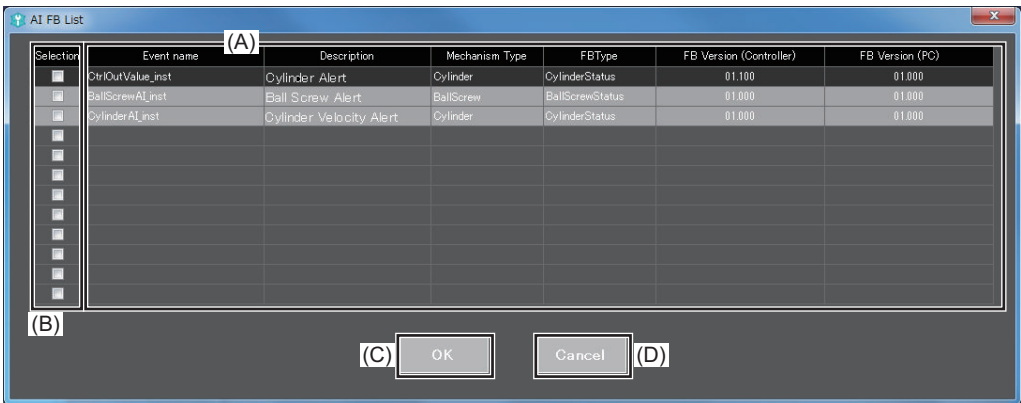 AI FB List
x
(A)
Selection Event name Description Mechanism Type FBType FB Version (Controller) FB Version (PC)
CtrlOutValue_inst Cylinder Alert Cylinder CylinderStatus 01.100 01.000
BallScrewAI_inst Ball Screw Alert BallScrew BallScrewStatus 01.000 01.000
CylinderAI_inst Cylinder Velocity Alert Cylinder CylinderStatus 01.000 01.000
(B)
(C) OK Cancel (D)